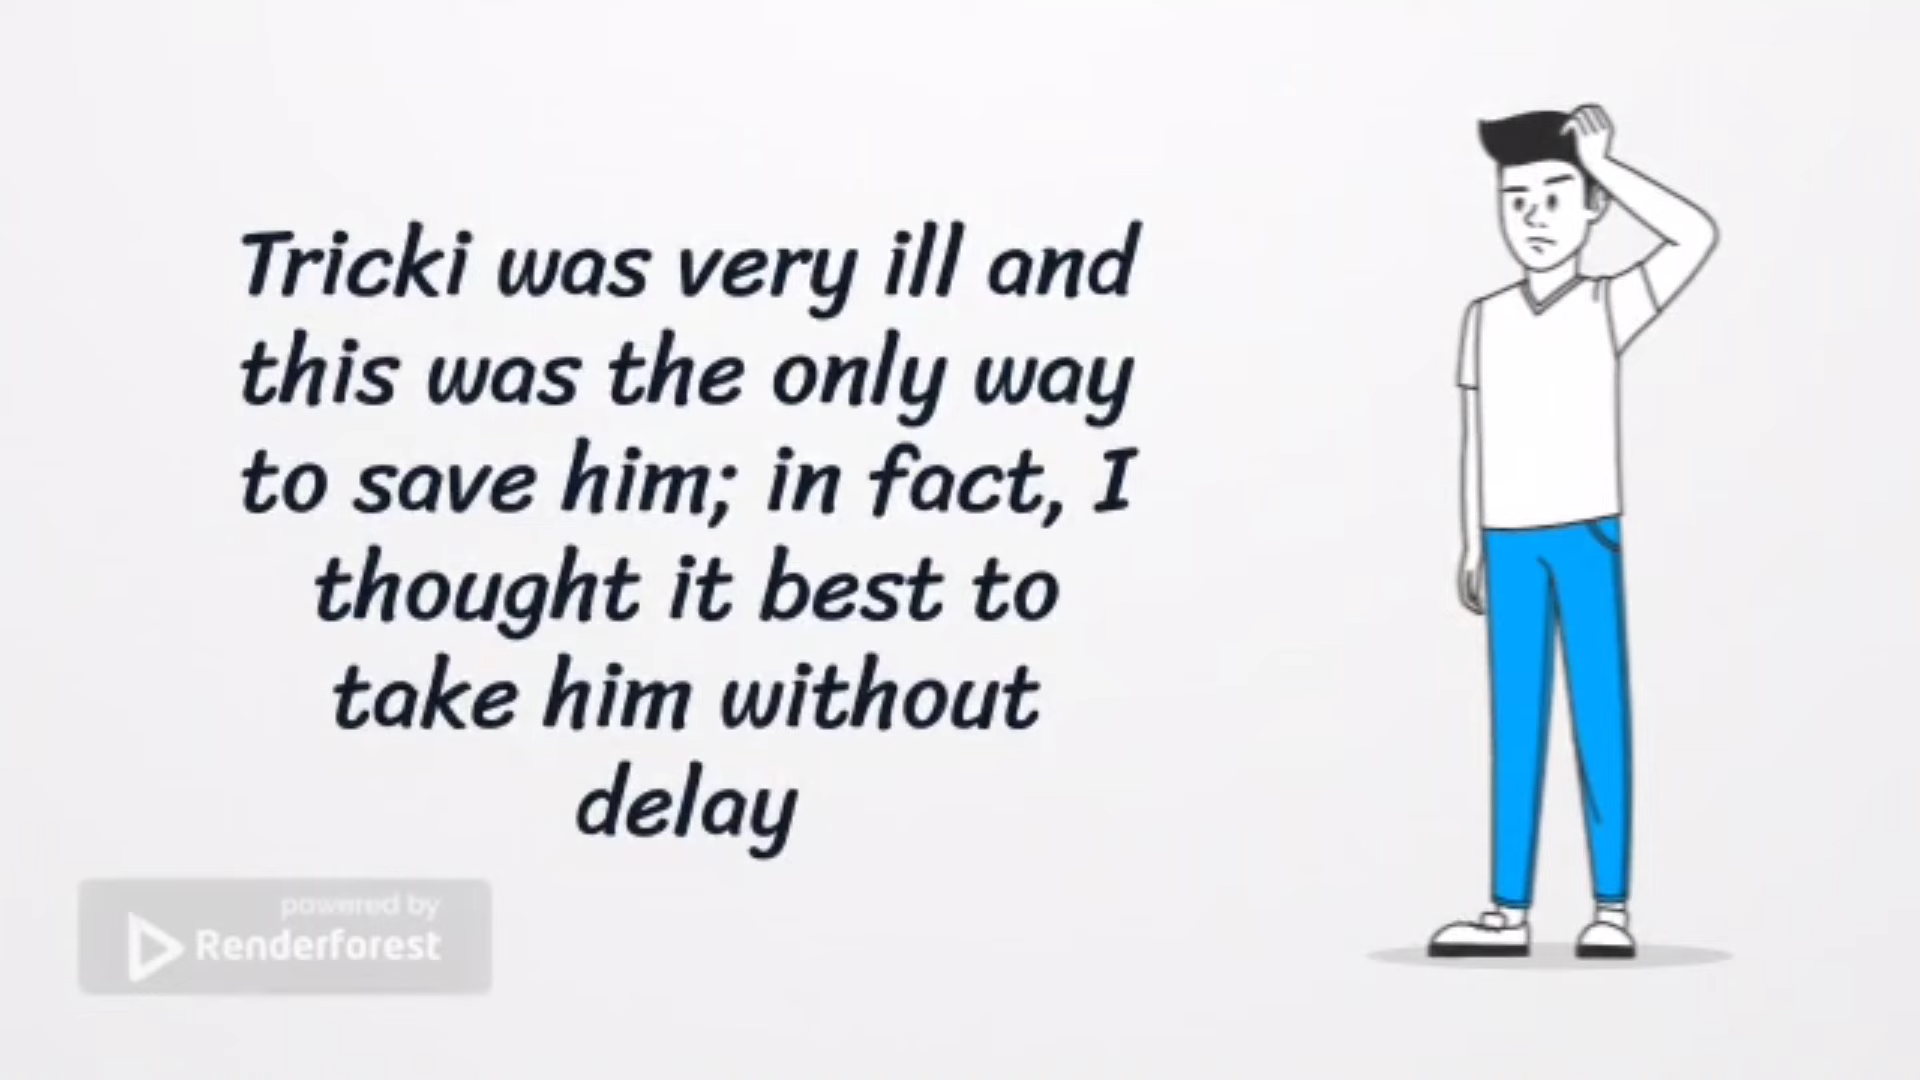 Tricki was very ill and
this was the only way
to save him; in fact, I
thought it best to
take him without
delay
powered by
Renderforest